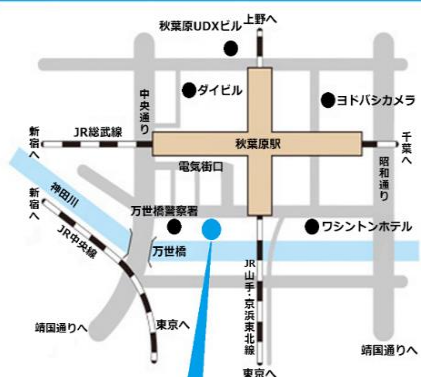 秋葉原UDXビル
上野へ
中央通り
ダイビル
ヨドバシカメラ
新宿へ
JR総武線
秋葉原駅
千葉へ
電気街口
昭和通り
神田川
新宿へ
万世橋警察署
ワシントンホテル
JR中央線
万世橋
JR山手・京浜東北線
靖国通りへ
東京へ
靖国通りへ
東京へ